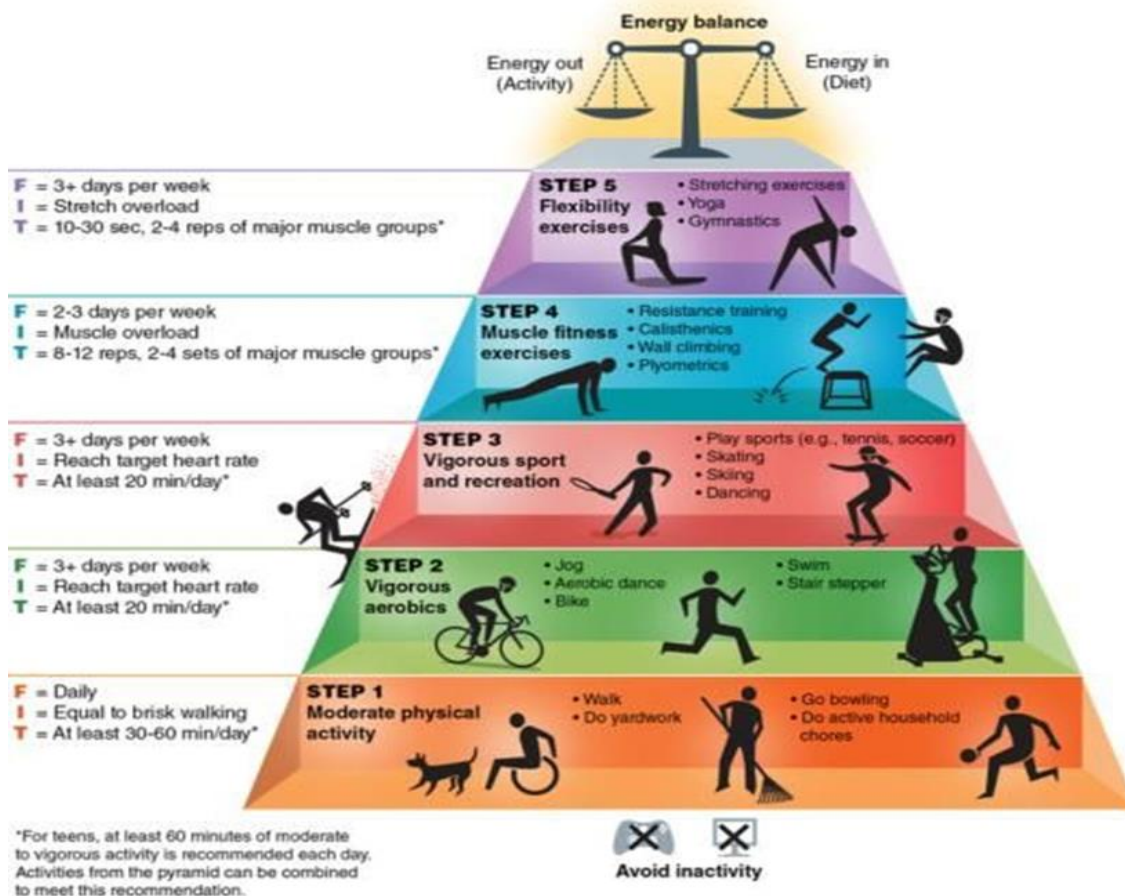 Energy balance
Energy out
(Activity)
Energy in
(Diet)
F = 3+ days per week
I = Stretch overload
T = 10-30 sec, 2-4 reps of major muscle groups*
STEP 5
Flexibility
exercises
• Stretching exercises
• Yoga
• Gymnastics
F = 2-3 days per week
I = Muscle overload
T = 8-12 reps, 2-4 sets of major muscle groups*
STEP 4
Muscle fitness
exercises
• Resistance training
• Calisthenics
• Wall climbing
• Plyometrics
F = 3+ days per week
I = Reach target heart rate
T = At least 20 min/day*
STEP 3
Vigorous sport
and recreation
• Play sports (e.g., tennis, soccer)
• Skating
• Skiing
• Dancing
F = 3+ days per week
I = Reach target heart rate
T = At least 20 min/day*
STEP 2
Vigorous
aerobics
• Jog
• Aerobic dance
• Bike
• Swim
• Stair stepper
F = Daily
I = Equal to brisk walking
T = At least 30-60 min/day*
STEP 1
Moderate physical
activity
• Walk
• Do yardwork
• Go bowling
• Do active household
chores
*For teens, at least 60 minutes of moderate
to vigorous activity is recommended each day.
Activities from the pyramid can be combined
to meet this recommendation.
Avoid inactivity